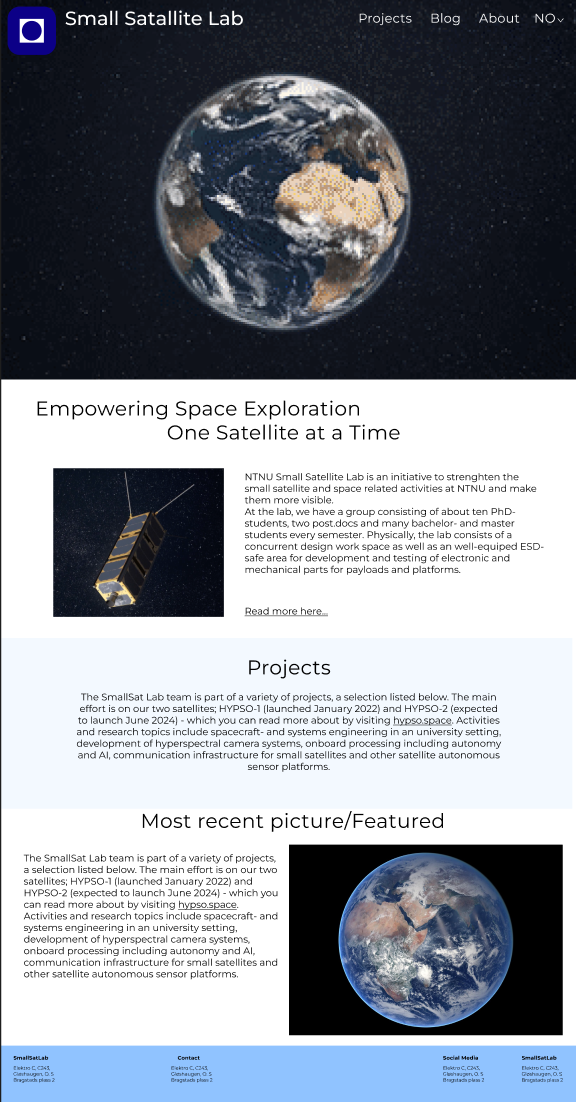 Small Satallite Lab
Projects Blog About NO
Empowering Space Exploration
One Satellite at a Time
NTNU Small Satellite Lab is an initiative to strenghten the
small satellite and space related activities at NTNU and make
them more visible.
At the lab, we have a group consisting of about ten PhD-
students, two post.docs and many bachelor- and master
students every semester. Physically, the lab consists of a
concurrent design work space as well as an well-equiped ESD-
safe area for development and testing of electronic and
mechanical parts for payloads and platforms.
Read more here...
Projects
The SmallSat Lab team is part of a variety of projects, a selection listed below. The main
effort is on our two satellites; HYPSO-1 (launched January 2022) and HYPSO-2 (expected
to launch June 2024) - which you can read more about by visiting hypso.space. Activities
and research topics include spacecraft- and systems engineering in an university setting,
development of hyperspectral camera systems, onboard processing including autonomy
and AI, communication infrastructure for small satellites and other satellite autonomous
sensor platforms.
Most recent picture/Featured
The SmallSat Lab team is part of a variety of projects,
a selection listed below. The main effort is on our two
satellites; HYPSO-1 (launched January 2022) and
HYPSO-2 (expected to launch June 2024) - which you
can read more about by visiting hypso.space.
Activities and research topics include spacecraft- and
systems engineering in an university setting,
development of hyperspectral camera systems,
onboard processing including autonomy and AI,
communication infrastructure for small satellites and
other satellite autonomous sensor platforms.
SmallSatLab
Elektro C, C243,
Gløshaugen, O. S
Bragstads plass 2
Contact
Elektro C, C243,
Gløshaugen, O. S
Bragstads plass 2
Social Media
Elektro C, C243,
Gløshaugen, O. S
Bragstads plass 2
SmallSatLab
Elektro C, C243,
Gløshaugen, O. S
Bragstads plass 2